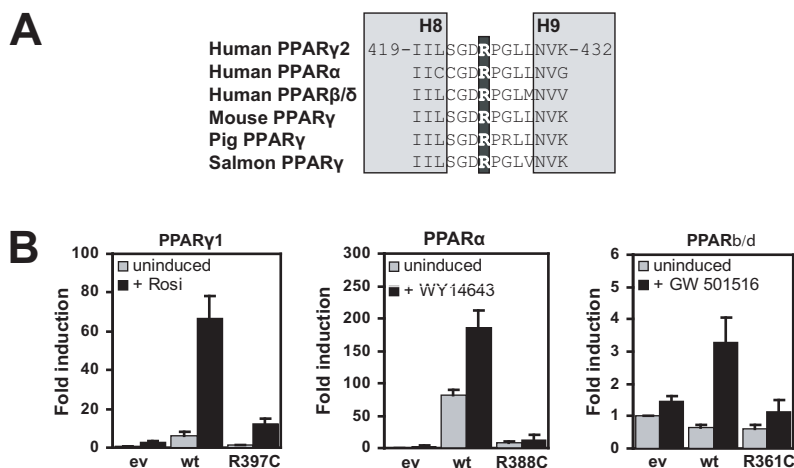 A
H8 H9
Human PPARγ2 419-IILSGDRPGLLNVK-432
Human PPARα IICCGDRPGLLNVG
Human PPARβ/δ IILCGDRPGLMNVV
Mouse PPARγ IILSGDRPGLLNVK
Pig PPARγ IILSGDRPRLLNVK
Salmon PPARγ IILSGDRPGLVNVK
B
PPARγ1
Fold induction
100
80
60
40
20
0
uninduced
+ Rosi
ev wt R397C
PPARα
Fold induction
300
250
200
150
100
50
0
uninduced
+ WY14643
ev wt R388C
PPARb/d
Fold induction
6
5
4
3
2
1
0
uninduced
+ GW 501516
ev wt R361C